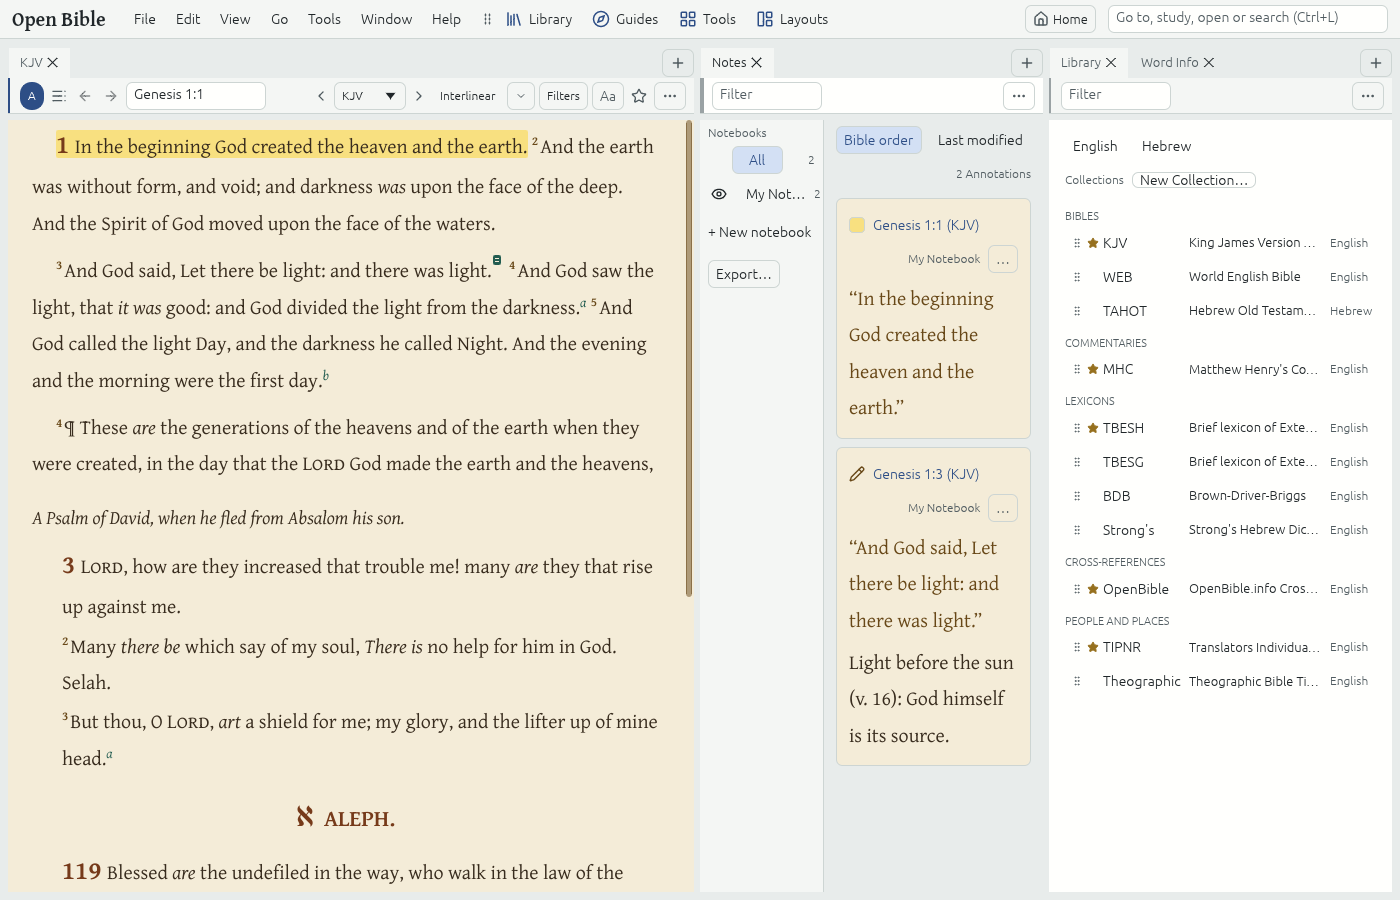 Open Bible File Edit View Go Tools Window Help Library Guides Tools Layouts Home Go to, study, open or search (Ctrl+L)
KJV
A Genesis 1:1 KJV Interlinear Filters Aa
1 In the beginning God created the heaven and the earth. 2 And the earth
was without form, and void; and darkness was upon the face of the deep.
And the Spirit of God moved upon the face of the waters.
3 And God said, Let there be light: and there was light. 4 And God saw the
light, that it was good: and God divided the light from the darkness.a 5 And
God called the light Day, and the darkness he called Night. And the evening
and the morning were the first day.b
4 ¶ These are the generations of the heavens and of the earth when they
were created, in the day that the LORD God made the earth and the heavens,
A Psalm of David, when he fled from Absalom his son.
3 LORD, how are they increased that trouble me! many are they that rise
up against me.
2 Many there be which say of my soul, There is no help for him in God.
Selah.
3 But thou, O LORD, art a shield for me; my glory, and the lifter up of mine
head.a
א ALEPH.
119 Blessed are the undefiled in the way, who walk in the law of the
Notes
Filter
Notebooks
All 2
My Not… 2
+ New notebook
Export…
Bible order Last modified
2 Annotations
Genesis 1:1 (KJV)
My Notebook …
“In the beginning
God created the
heaven and the
earth.”
Genesis 1:3 (KJV)
My Notebook …
“And God said, Let
there be light: and
there was light.”
Light before the sun
(v. 16): God himself
is its source.
Library Word Info
Filter
English Hebrew
Collections New Collection…
BIBLES
KJV King James Version … English
WEB World English Bible English
TAHOT Hebrew Old Testam… Hebrew
COMMENTARIES
MHC Matthew Henry's Co… English
LEXICONS
TBESH Brief lexicon of Exte… English
TBESG Brief lexicon of Exte… English
BDB Brown-Driver-Briggs English
Strong's Strong's Hebrew Dic… English
CROSS-REFERENCES
OpenBible OpenBible.info Cros… English
PEOPLE AND PLACES
TIPNR Translators Individua… English
Theographic Theographic Bible Ti… English